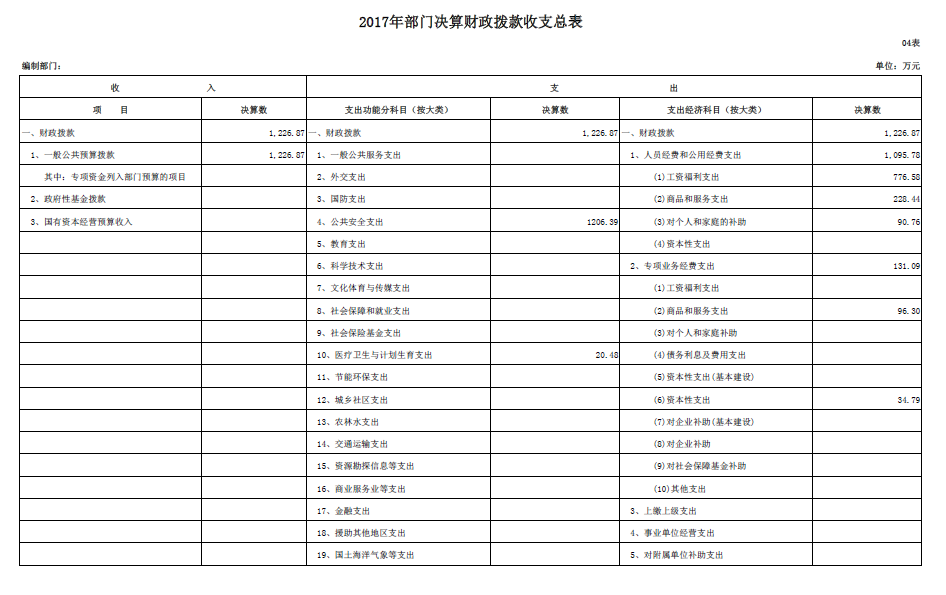 2017年部门决算财政拨款收支总表
04表
编制部门： 单位：万元
收 入 支 出
项 目 决算数 支出功能分科目（按大类） 决算数 支出经济科目（按大类） 决算数
一、财政拨款 1,226.87 一、财政拨款 1,226.87 一、财政拨款 1,226.87
1、一般公共预算拨款 1,226.87 1、一般公共服务支出 1、人员经费和公用经费支出 1,095.78
其中：专项资金列入部门预算的项目 2、外交支出 (1)工资福利支出 776.58
2、政府性基金拨款 3、国防支出 (2)商品和服务支出 228.44
3、国有资本经营预算收入 4、公共安全支出 1206.39 (3)对个人和家庭的补助 90.76
5、教育支出 (4)资本性支出
6、科学技术支出 2、专项业务经费支出 131.09
7、文化体育与传媒支出 (1)工资福利支出
8、社会保障和就业支出 (2)商品和服务支出 96.30
9、社会保险基金支出 (3)对个人和家庭补助
10、医疗卫生与计划生育支出 20.48 (4)债务利息及费用支出
11、节能环保支出 (5)资本性支出(基本建设)
12、城乡社区支出 (6)资本性支出 34.79
13、农林水支出 (7)对企业补助(基本建设)
14、交通运输支出 (8)对企业补助
15、资源勘探信息等支出 (9)对社会保障基金补助
16、商业服务业等支出 (10)其他支出
17、金融支出 3、上缴上级支出
18、援助其他地区支出 4、事业单位经营支出
19、国土海洋气象等支出 5、对附属单位补助支出